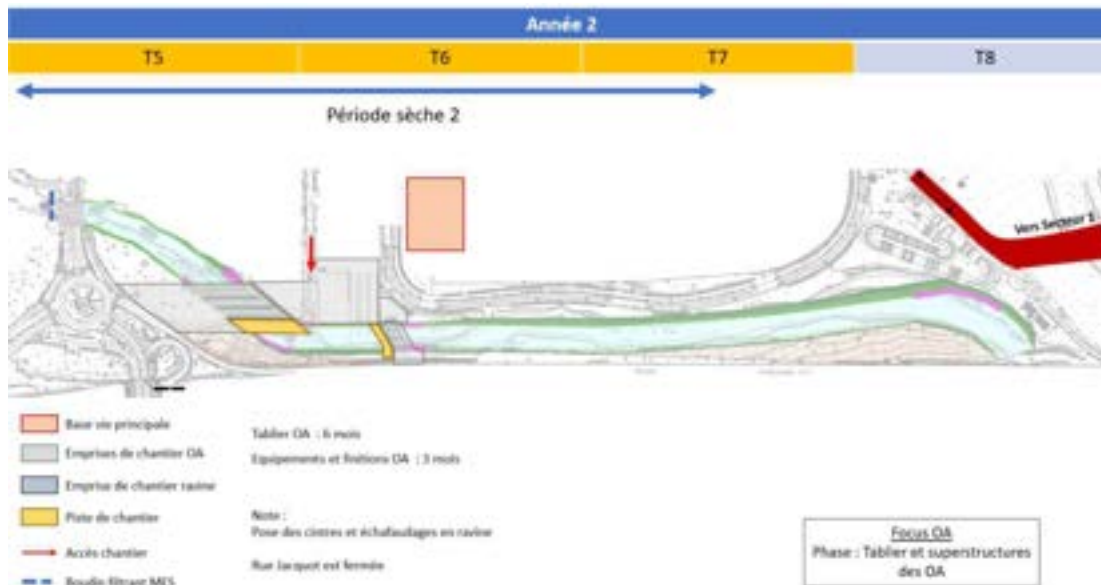 Année 2
T5 T6 T7 T8
Période sèche 2
Vers Secteur 1
Base vie principale
Emprises de chantier OA
Emprise de chantier ravine
Piste de chantier
Accès chantier
Boudin filtrant MES
Tablier OA : 6 mois
Equipements et finitions OA : 3 mois
Note :
Pose des cintres et échafaudages en ravine
Rue Jacquot est fermée
Focus OA
Phase : Tablier et superstructures
des OA